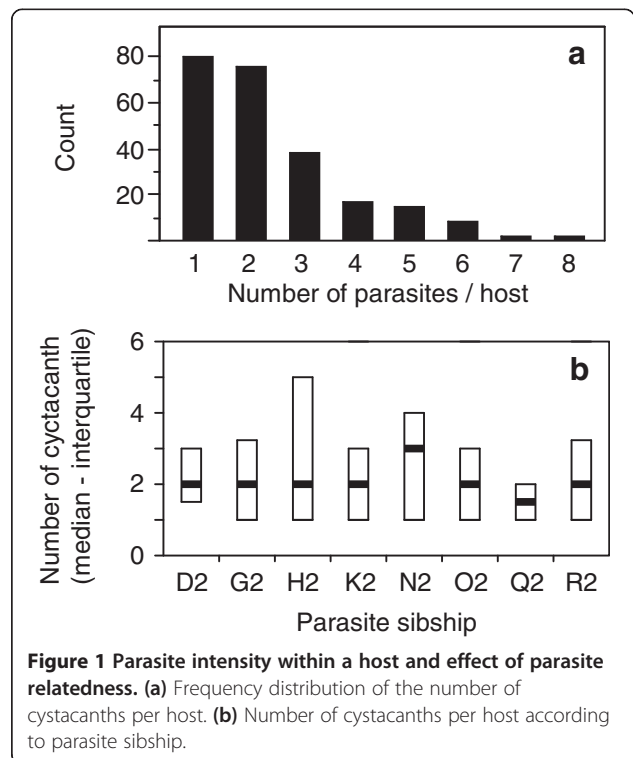 a
80
60
40
20
Count
1 2 3 4 5 6 7 8
Number of parasites / host
b
6
4
2
0
Number of cyctacanth
(median - interquartile)
D2 G2 H2 K2 N2 O2 Q2 R2
Parasite sibship
Figure 1 Parasite intensity within a host and effect of parasite
relatedness. (a) Frequency distribution of the number of
cystacanths per host. (b) Number of cystacanths per host according
to parasite sibship.